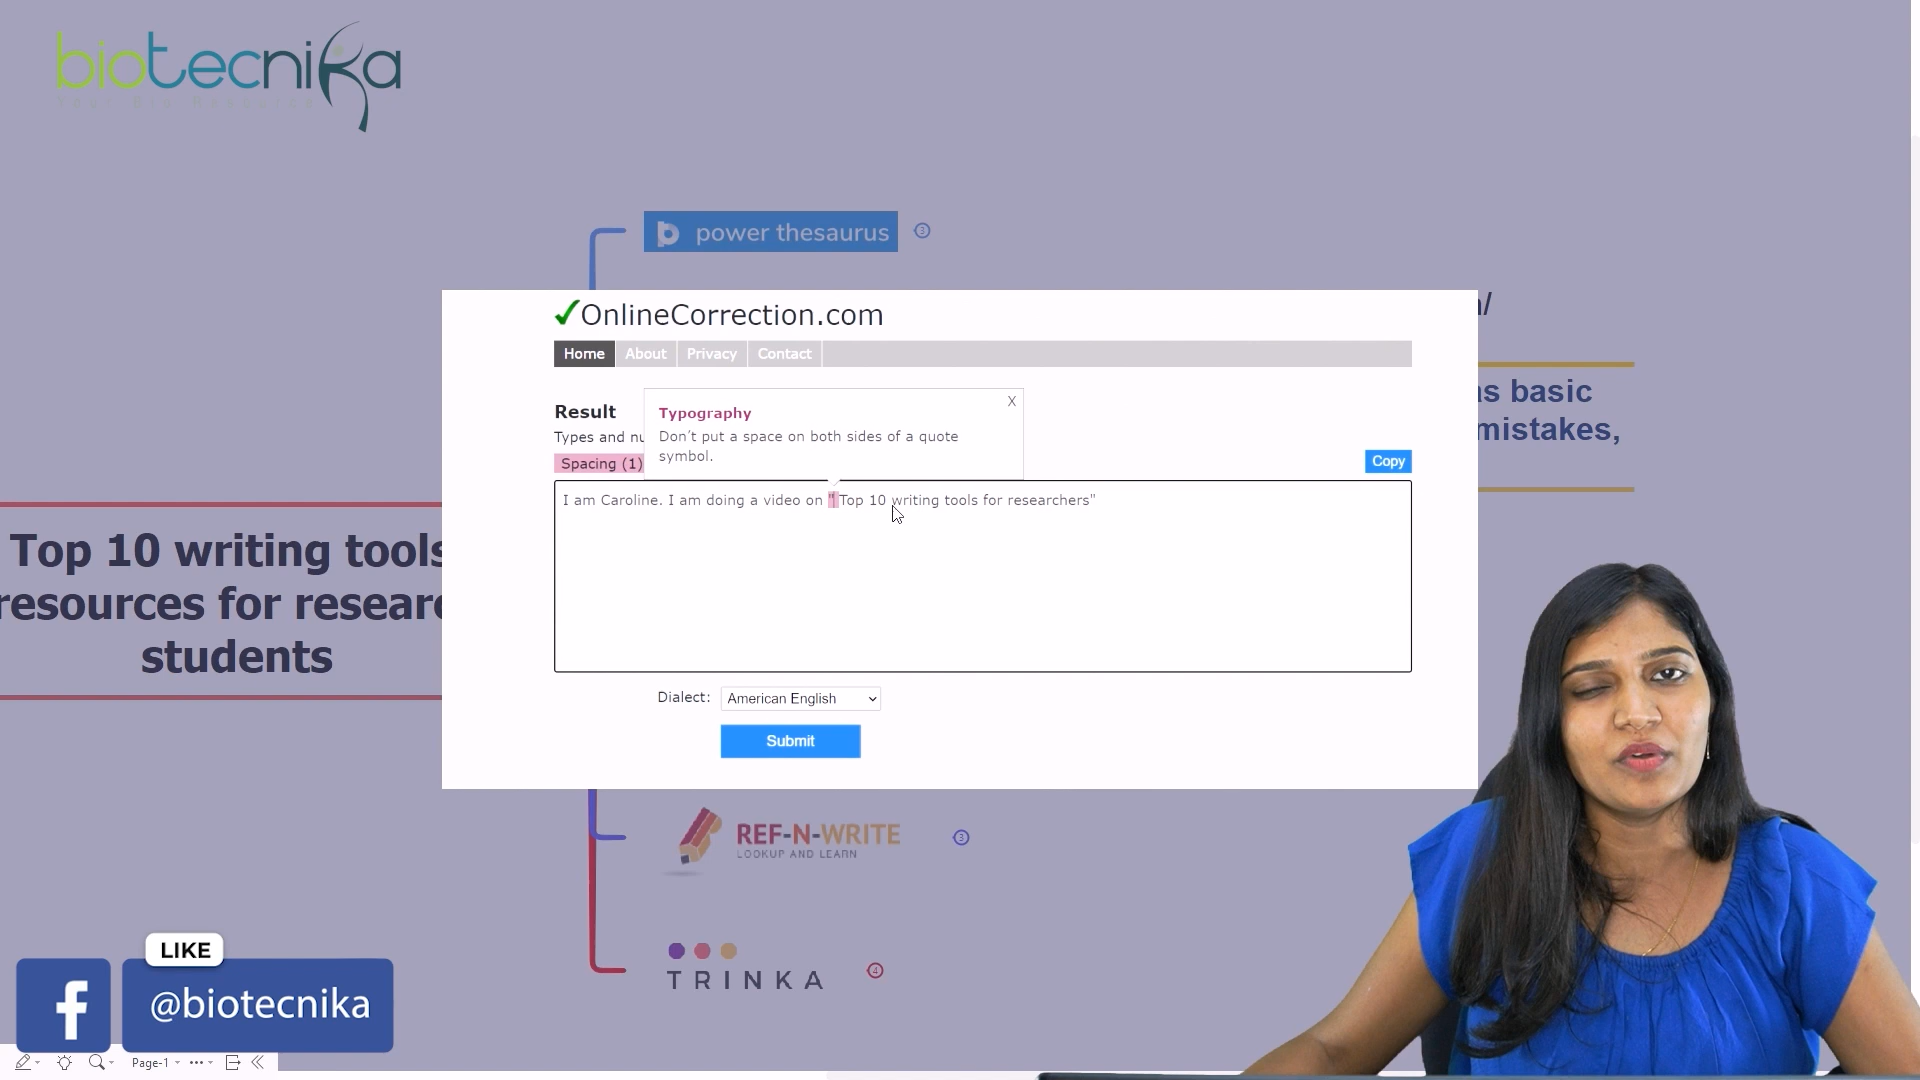 biotecnika
power thesaurus
3
n/
OnlineCorrection.com
Home
About
Privacy
Contact
Result
Types and nu
Spacing (1)
X
Typography
Don't put a space on both sides of a quote
symbol.
Copy
I am Caroline. I am doing a video on " Top 10 writing tools for researchers"
Dialect:
American English
Submit
as basic
mistakes,
Top 10 writing tools
resources for researc
students
REF-N-WRITE
LOOKUP AND LEARN
3
TRINKA
4
LIKE
f
@biotecnika
Page-1